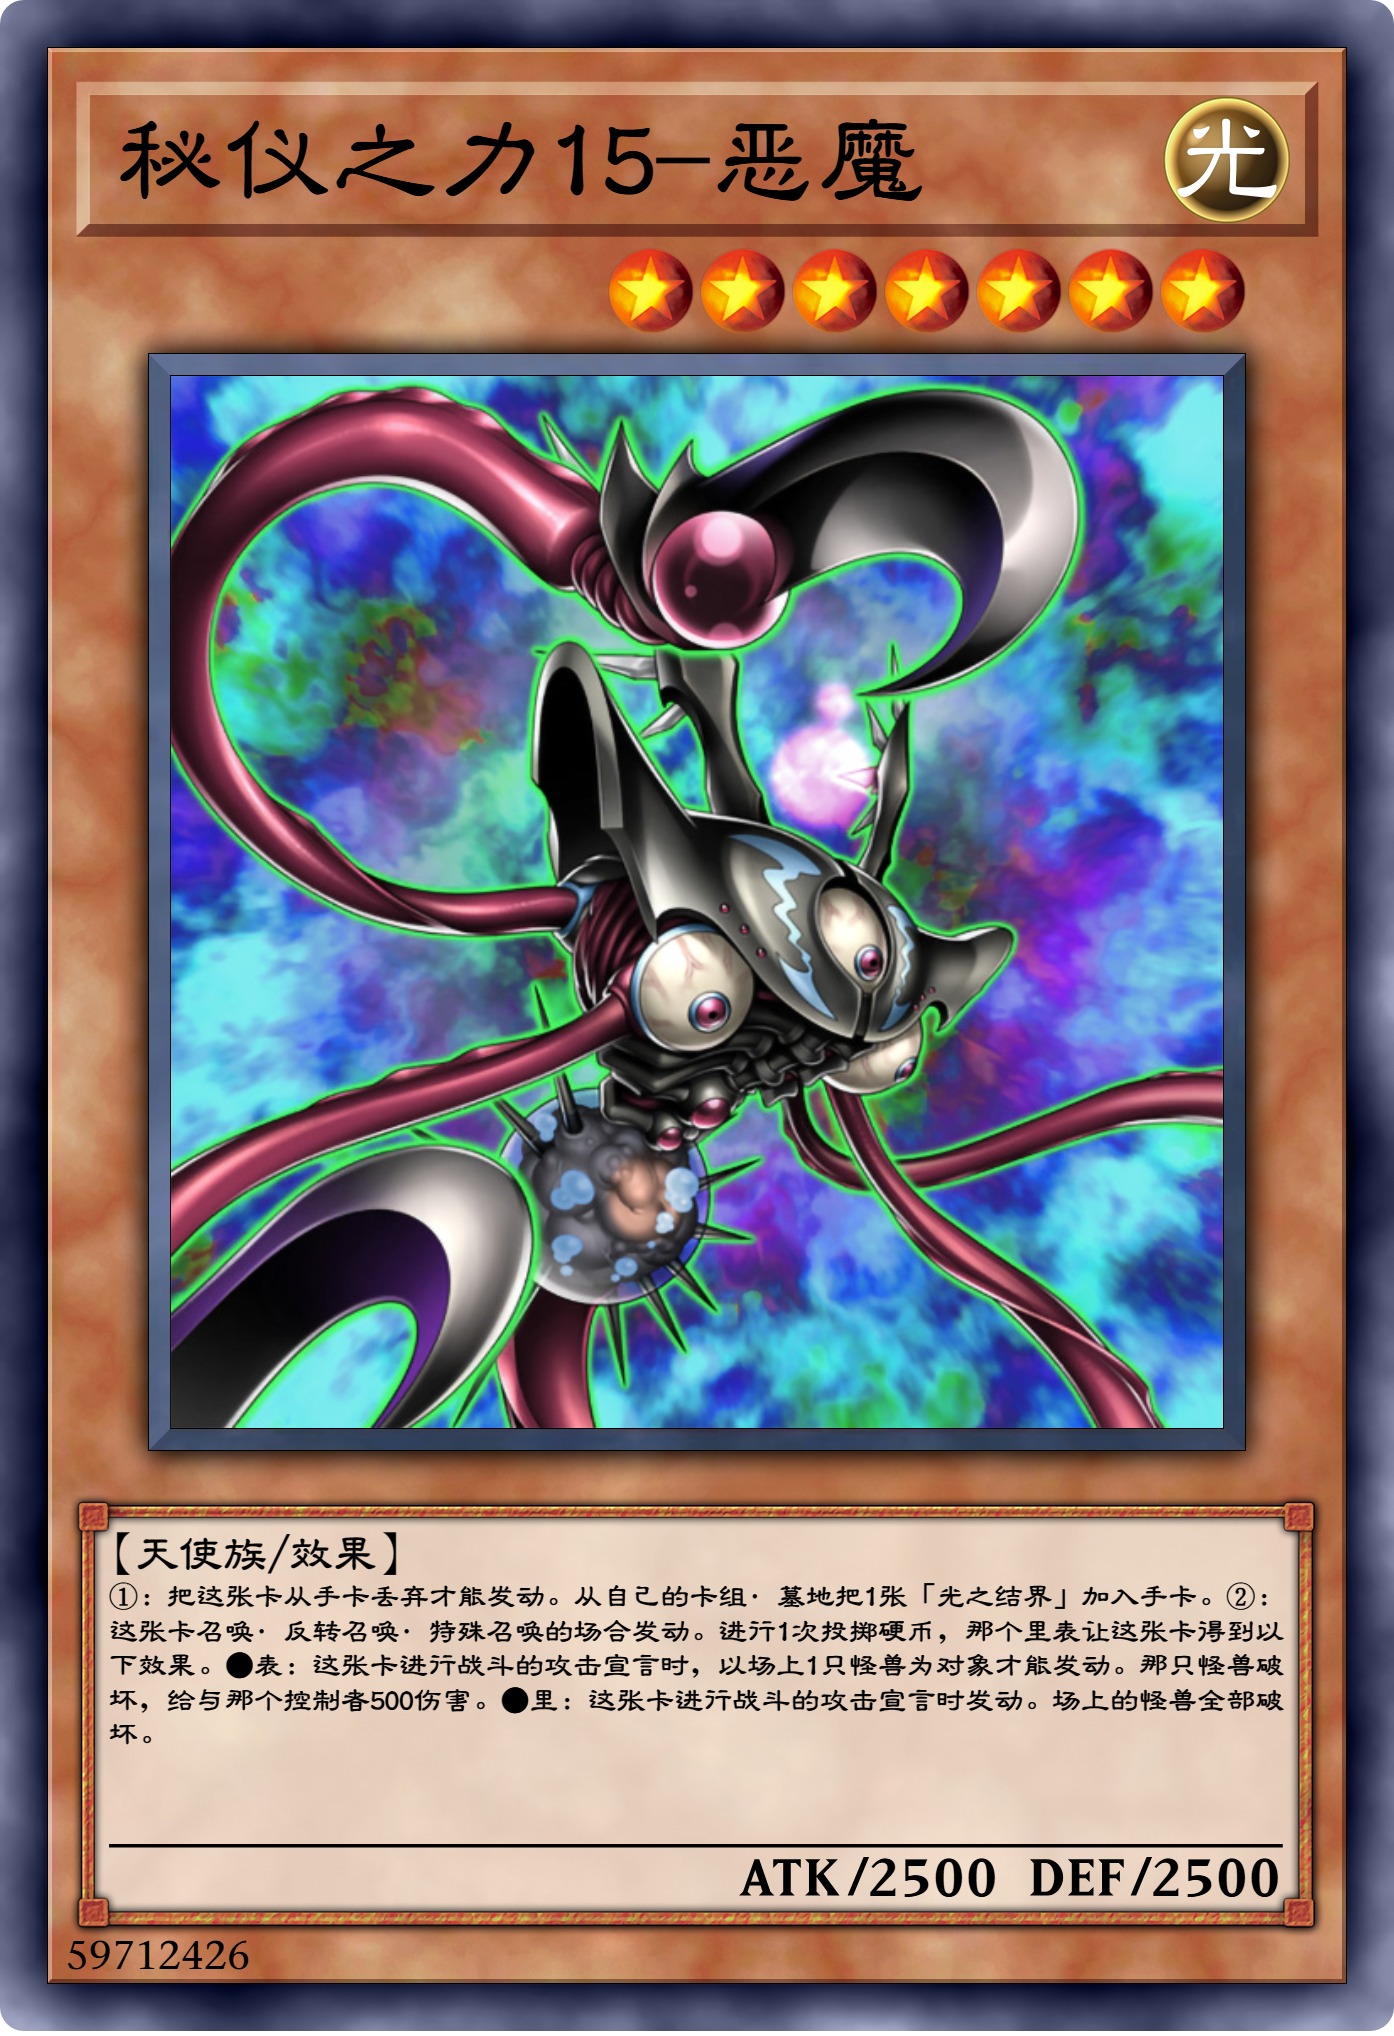 秘仪之力15-恶魔
光
【天使族/效果】
①：把这张卡从手卡丢弃才能发动。从自己的卡组·墓地把1张「光之结界」加入手卡。②：
这张卡召唤·反转召唤·特殊召唤的场合发动。进行1次投掷硬币，那个里表让这张卡得到以
下效果。●表：这张卡进行战斗的攻击宣言时，以场上1只怪兽为对象才能发动。那只怪兽破
坏，给与那个控制者500伤害。●里：这张卡进行战斗的攻击宣言时发动。场上的怪兽全部破
坏。
ATK/2500 DEF/2500
59712426